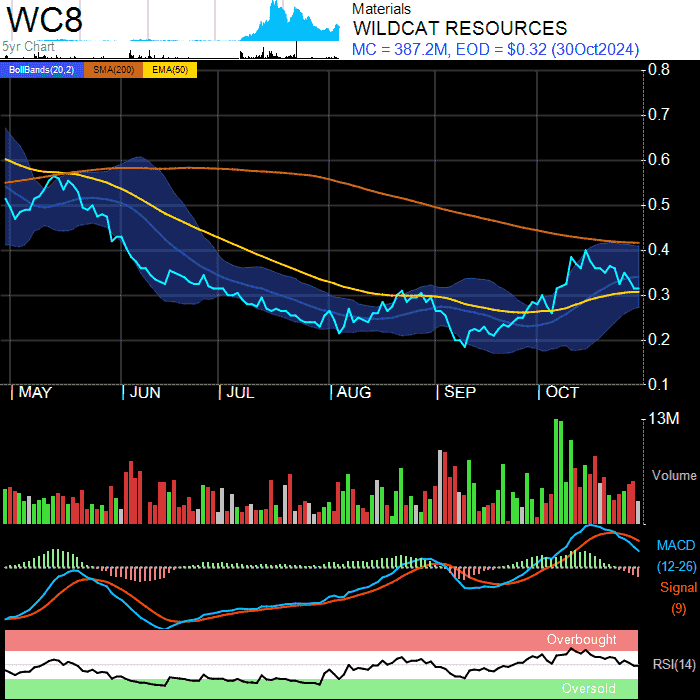 WC8
5yr Chart
Materials
WILDCAT RESOURCES
MC = 387.2M, EOD = $0.32 (30Oct2024)
BollBands(20,2) SMA(200) EMA(50)
0.8
0.7
0.6
0.5
0.4
0.3
0.2
0.1
MAY JUN JUL AUG SEP OCT
13M
Volume
MACD
(12-26)
Signal
(9)
Overbought
RSI(14)
Oversold